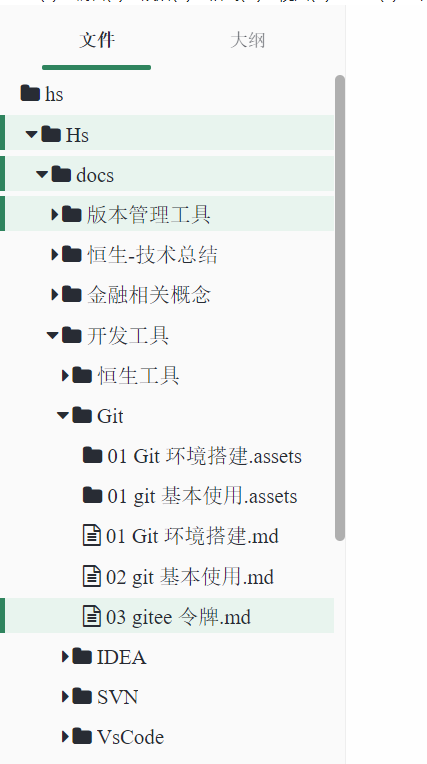 文件 大纲
hs
Hs
docs
版本管理工具
恒生-技术总结
金融相关概念
开发工具
恒生工具
Git
01 Git 环境搭建.assets
01 git 基本使用.assets
01 Git 环境搭建.md
02 git 基本使用.md
03 gitee 令牌.md
IDEA
SVN
VsCode